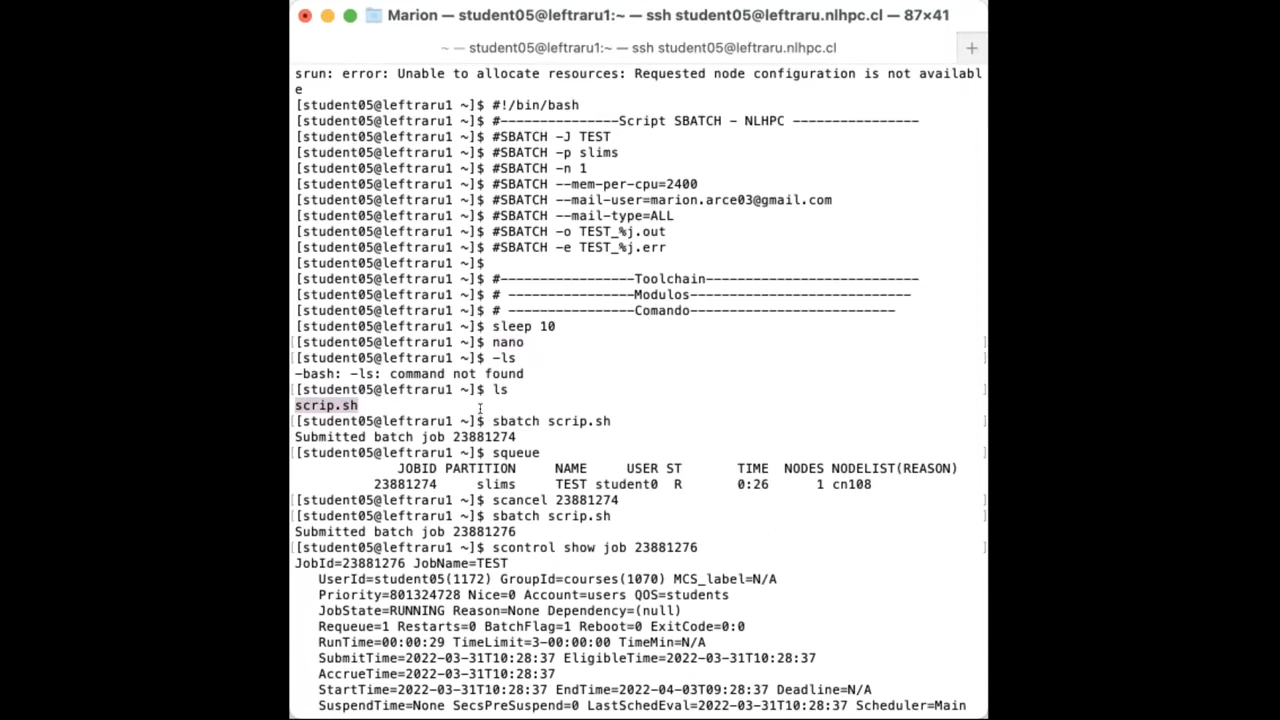 Marion — student05@leftraru1:~ — ssh student05@leftraru.nlhpc.cl — 87×41
~ — student05@leftraru1:~ — ssh student05@leftraru.nlhpc.cl
+
srun: error: Unable to allocate resources: Requested node configuration is not availabl
e
[student05@leftraru1 ~]$ #!/bin/bash
[student05@leftraru1 ~]$ #---------------Script SBATCH - NLHPC ----------------
[student05@leftraru1 ~]$ #SBATCH -J TEST
[student05@leftraru1 ~]$ #SBATCH -p slims
[student05@leftraru1 ~]$ #SBATCH -n 1
[student05@leftraru1 ~]$ #SBATCH --mem-per-cpu=2400
[student05@leftraru1 ~]$ #SBATCH --mail-user=marion.arce03@gmail.com
[student05@leftraru1 ~]$ #SBATCH --mail-type=ALL
[student05@leftraru1 ~]$ #SBATCH -o TEST_%j.out
[student05@leftraru1 ~]$ #SBATCH -e TEST_%j.err
[student05@leftraru1 ~]$
[student05@leftraru1 ~]$ #-----------------Toolchain---------------------------
[student05@leftraru1 ~]$ # ----------------Modulos----------------------------
[student05@leftraru1 ~]$ # ----------------Comando--------------------------
[student05@leftraru1 ~]$ sleep 10
[[student05@leftraru1 ~]$ nano ]
[[student05@leftraru1 ~]$ -ls ]
-bash: -ls: command not found
[[student05@leftraru1 ~]$ ls ]
scrip.sh
[[student05@leftraru1 ~]$ sbatch scrip.sh ]
Submitted batch job 23881274
[[student05@leftraru1 ~]$ squeue ]
JOBID PARTITION NAME USER ST TIME NODES NODELIST(REASON)
23881274 slims TEST student0 R 0:26 1 cn108
[[student05@leftraru1 ~]$ scancel 23881274 ]
[[student05@leftraru1 ~]$ sbatch scrip.sh ]
Submitted batch job 23881276
[[student05@leftraru1 ~]$ scontrol show job 23881276 ]
JobId=23881276 JobName=TEST
UserId=student05(1172) GroupId=courses(1070) MCS_label=N/A
Priority=801324728 Nice=0 Account=users QOS=students
JobState=RUNNING Reason=None Dependency=(null)
Requeue=1 Restarts=0 BatchFlag=1 Reboot=0 ExitCode=0:0
RunTime=00:00:29 TimeLimit=3-00:00:00 TimeMin=N/A
SubmitTime=2022-03-31T10:28:37 EligibleTime=2022-03-31T10:28:37
AccrueTime=2022-03-31T10:28:37
StartTime=2022-03-31T10:28:37 EndTime=2022-04-03T09:28:37 Deadline=N/A
SuspendTime=None SecsPreSuspend=0 LastSchedEval=2022-03-31T10:28:37 Scheduler=Main